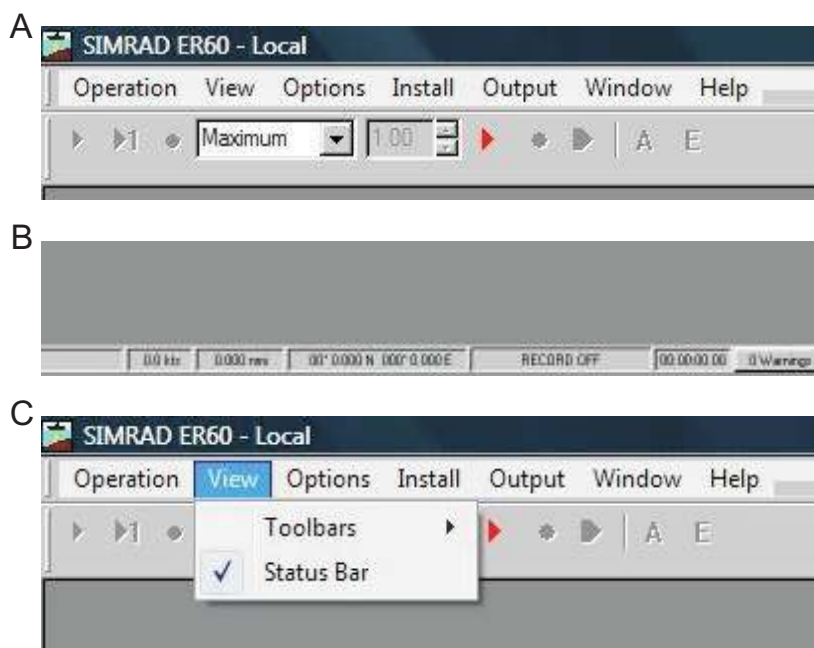 A
SIMRAD ER60 - Local
Operation View Options Install Output Window Help
1 Maximum 1.00 A E
B
0.0 kts 0.000 nmi 00° 0.000 N 000° 0.000 E RECORD OFF 00:00:00.00 0 Warnings
C
SIMRAD ER60 - Local
Operation View Options Install Output Window Help
1 A E
Toolbars
Status Bar